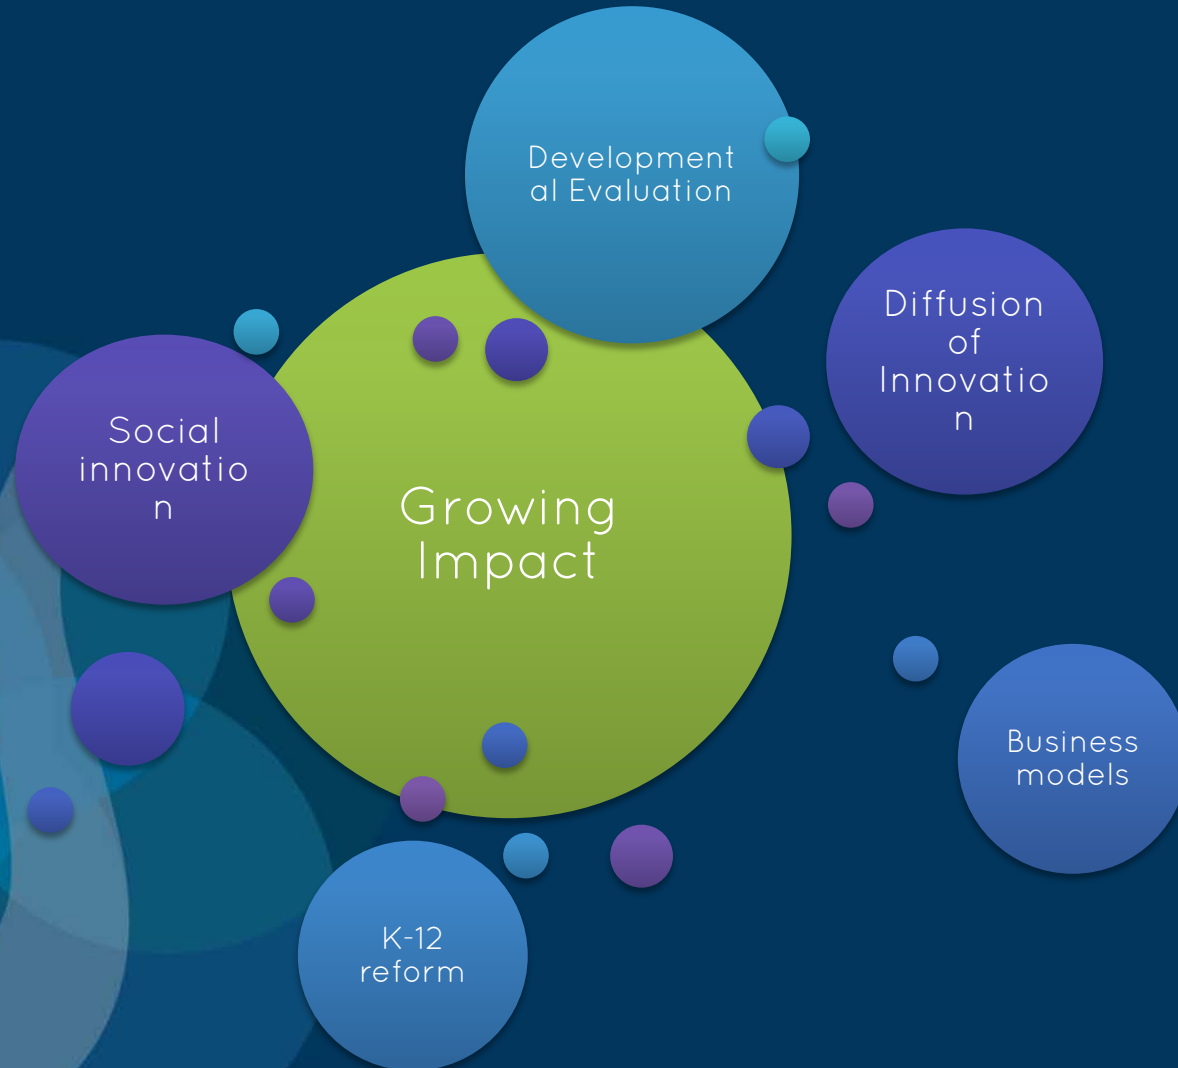 Development
al Evaluation
Diffusion
of
Innovatio
n
Social
innovatio
n
Growing
Impact
Business
models
K-12
reform